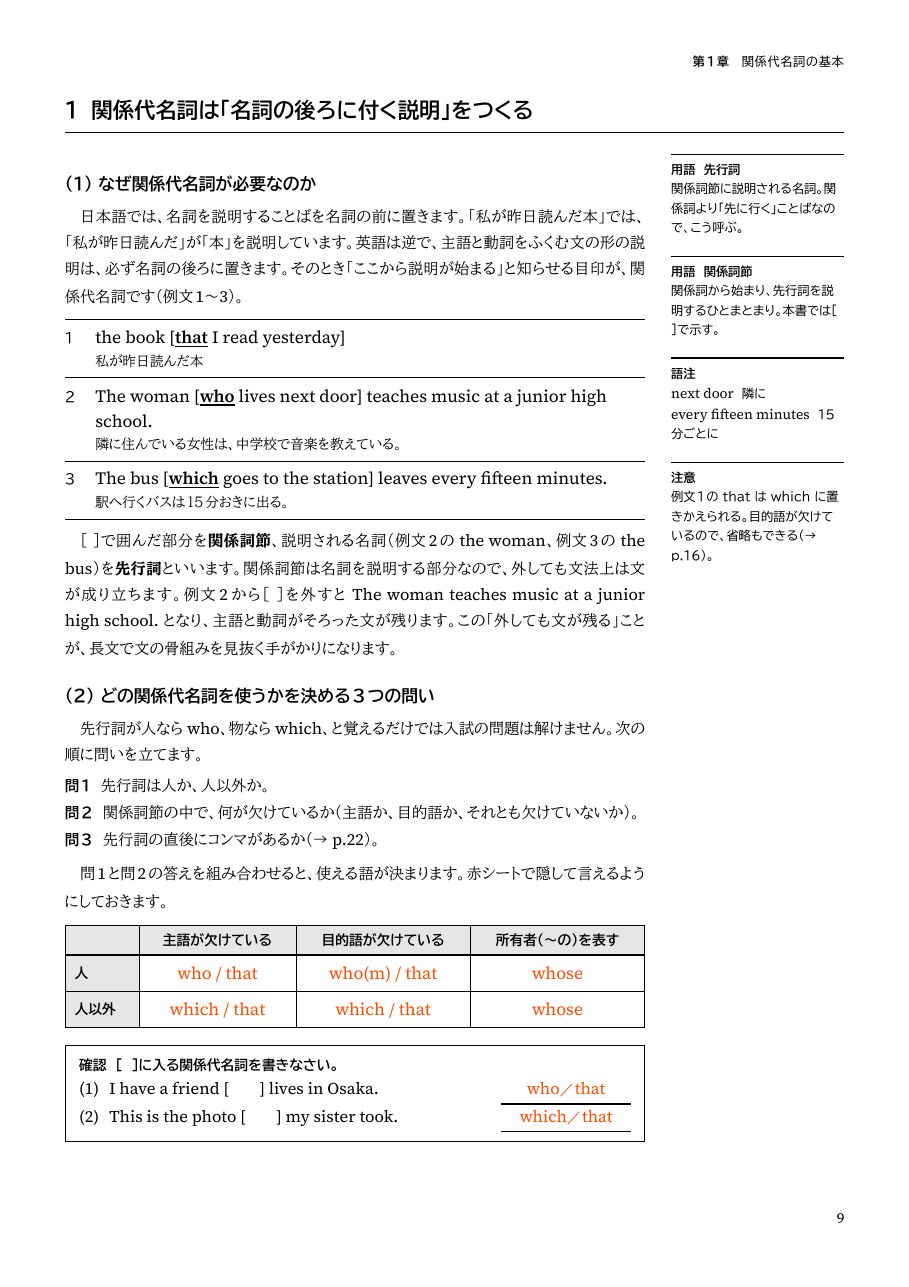 第1章　関係代名詞の基本
1　関係代名詞は「名詞の後ろに付く説明」をつくる
（1）なぜ関係代名詞が必要なのか
日本語では、名詞を説明することばを名詞の前に置きます。「私が昨日読んだ本」では、
「私が昨日読んだ」が「本」を説明しています。英語は逆で、主語と動詞をふくむ文の形の説
明は、必ず名詞の後ろに置きます。そのとき「ここから説明が始まる」と知らせる目印が、関
係代名詞です（例文1～3）。
1　the book [that I read yesterday]
私が昨日読んだ本
2　The woman [who lives next door] teaches music at a junior high
school.
隣に住んでいる女性は、中学校で音楽を教えている。
3　The bus [which goes to the station] leaves every fifteen minutes.
駅へ行くバスは15分おきに出る。
［ ］で囲んだ部分を関係詞節、説明される名詞（例文2の the woman、例文3の the
bus）を先行詞といいます。関係詞節は名詞を説明する部分なので、外しても文法上は文
が成り立ちます。例文2から［ ］を外すと The woman teaches music at a junior
high school. となり、主語と動詞がそろった文が残ります。この「外しても文が残る」こと
が、長文で文の骨組みを見抜く手がかりになります。
（2）どの関係代名詞を使うかを決める3つの問い
先行詞が人なら who、物なら which、と覚えるだけでは入試の問題は解けません。次の
順に問いを立てます。
問1　先行詞は人か、人以外か。
問2　関係詞節の中で、何が欠けているか（主語か、目的語か、それとも欠けていないか）。
問3　先行詞の直後にコンマがあるか（→ p.22）。
問1と問2の答えを組み合わせると、使える語が決まります。赤シートで隠して言えるよう
にしておきます。
主語が欠けている　目的語が欠けている　所有者（～の）を表す
人　who / that　who(m) / that　whose
人以外　which / that　which / that　whose
確認　[ ]に入る関係代名詞を書きなさい。
(1) I have a friend [　　] lives in Osaka.　who／that
(2) This is the photo [　　] my sister took.　which／that
用語　先行詞
関係詞節に説明される名詞。関
係詞より「先に行く」ことばなの
で、こう呼ぶ。
用語　関係詞節
関係詞から始まり、先行詞を説
明するひとまとまり。本書では［
］で示す。
語注
next door 隣に
every fifteen minutes 15
分ごとに
注意
例文1の that は which に置
きかえられる。目的語が欠けて
いるので、省略もできる（→
p.16）。
9